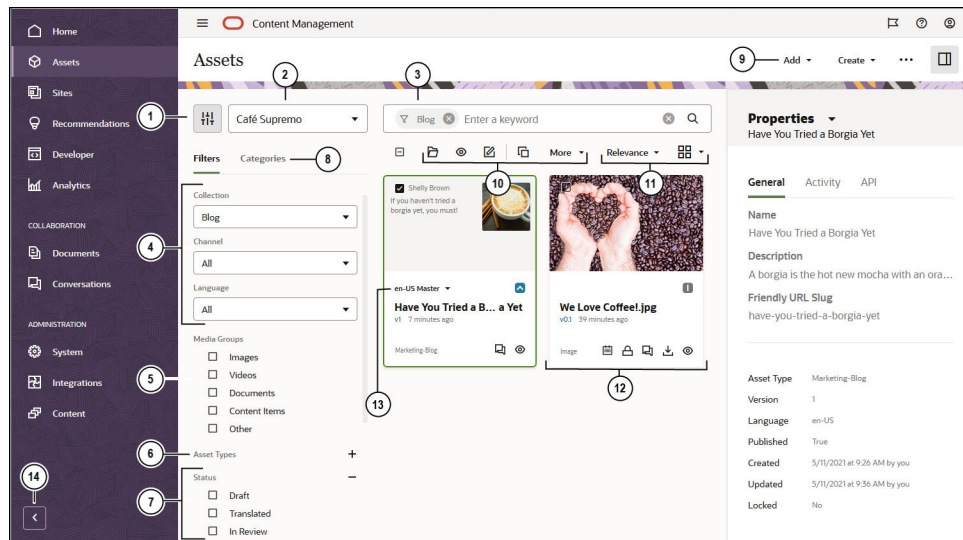 Home
Assets
Sites
Recommendations
Developer
Analytics
COLLABORATION
Documents
Conversations
ADMINISTRATION
System
Integrations
Content
14
Content Management
Assets
9
Add
Create
1
2
Café Supremo
3
Blog
Enter a keyword
Filters
Categories
8
More
Relevance
10
11
4
Collection
Blog
Channel
All
Language
All
Media Groups
5
Images
Videos
Documents
Content Items
Other
6
Asset Types
+
Status
–
7
Draft
Translated
In Review
Shelly Brown
If you haven't tried a
borgia yet, you must!
en-US Master
Have You Tried a B... a Yet
v1 7 minutes ago
Marketing-Blog
13
We Love Coffee!.jpg
v0.1 39 minutes ago
Image
12
Properties
Have You Tried a Borgia Yet
General
Activity
API
Name
Have You Tried a Borgia Yet
Description
A borgia is the hot new mocha with an ora...
Friendly URL Slug
have-you-tried-a-borgia-yet
Asset Type Marketing-Blog
Version 1
Language en-US
Published True
Created 5/11/2021 at 9:26 AM by you
Updated 5/11/2021 at 9:36 AM by you
Locked No